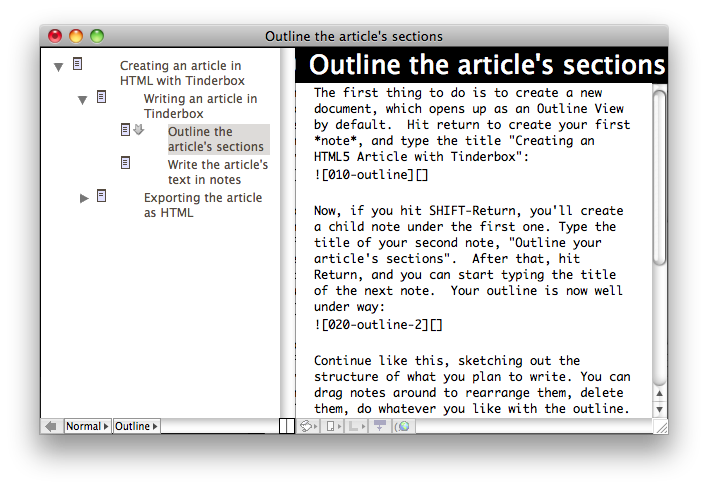 Outline the article's sections
Creating an article in
HTML with Tinderbox
Writing an article in
Tinderbox
Outline the
article's sections
Write the article's
text in notes
Exporting the article
as HTML
Outline the article's sections
The first thing to do is to create a new
document, which opens up as an Outline View
by default.  Hit return to create your first
*note*, and type the title "Creating an
HTML5 Article with Tinderbox":
![010-outline][]
Now, if you hit SHIFT-Return, you'll create
a child note under the first one. Type the
title of your second note, "Outline your
article's sections".  After that, hit
Return, and you can start typing the title
of the next note.  Your outline is now well
under way:
![020-outline-2][]
Continue like this, sketching out the
structure of what you plan to write. You can
drag notes around to rearrange them, delete
them, do whatever you like with the outline.
Normal
Outline